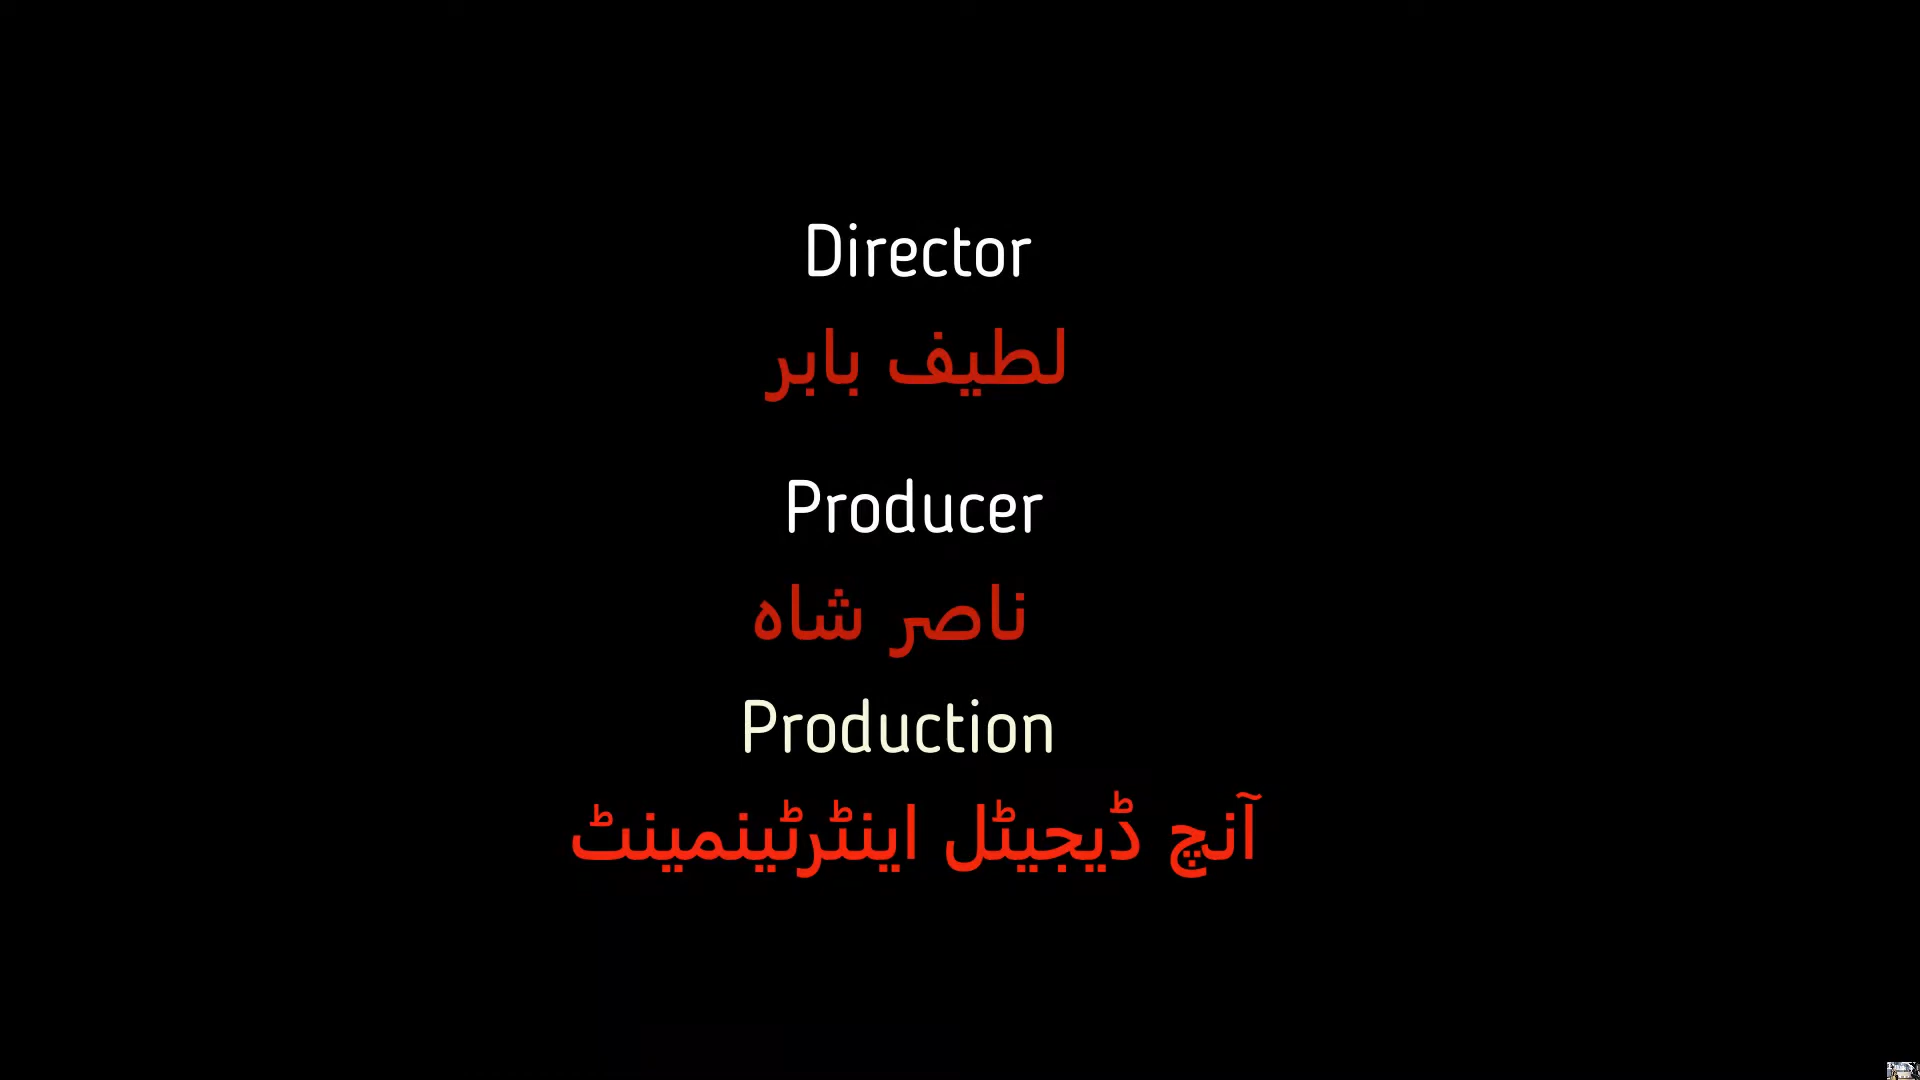 Director
لطیف بابر
Producer
ناصر شاہ
Production
آنچ ڈیجیٹل اینٹرٹینمینٹ